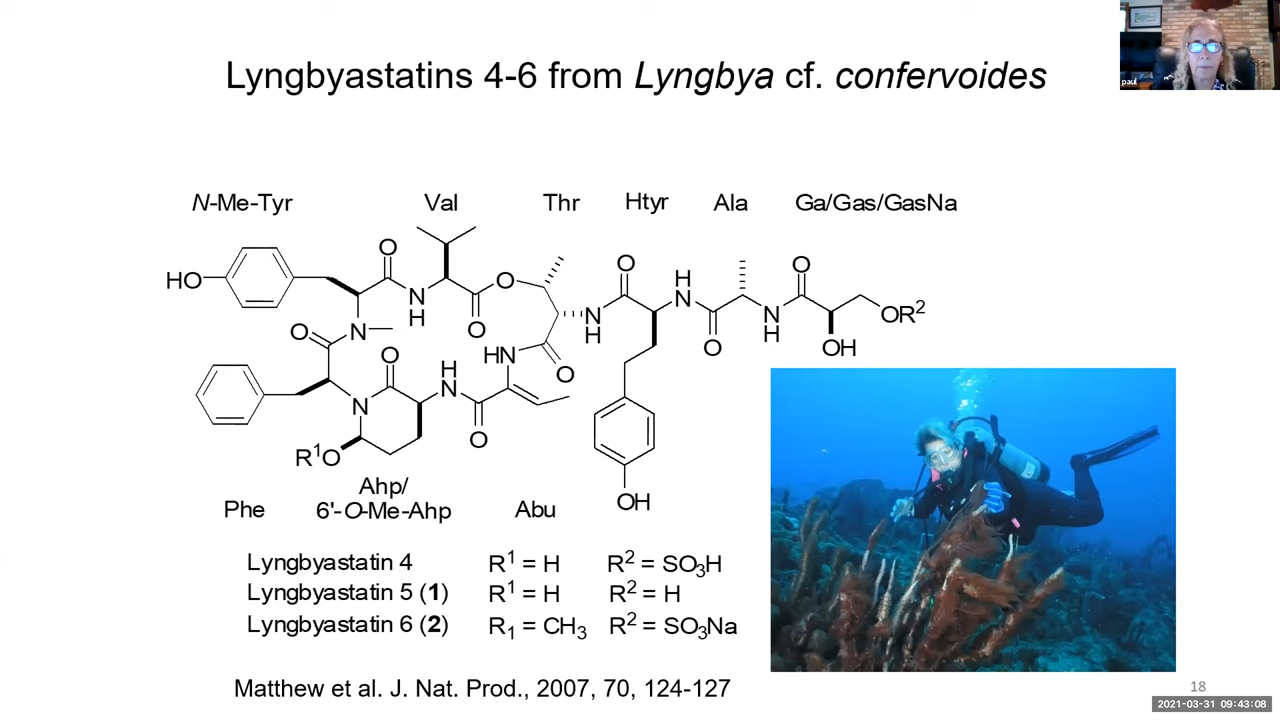 paul
Lyngbyastatins 4-6 from Lyngbya cf. confervoides
N-Me-Tyr Val Thr Htyr Ala Ga/Gas/GasNa
O O H O
HO N O N OR²
H O N O H OH
O N H
O HN O
H
N N
R¹O O
OH
Ahp/
Phe 6'-O-Me-Ahp Abu
Lyngbyastatin 4 R¹ = H R² = SO₃H
Lyngbyastatin 5 (1) R¹ = H R² = H
Lyngbyastatin 6 (2) R₁ = CH₃ R² = SO₃Na
Matthew et al. J. Nat. Prod., 2007, 70, 124-127
18
2021-03-31 09:43:08